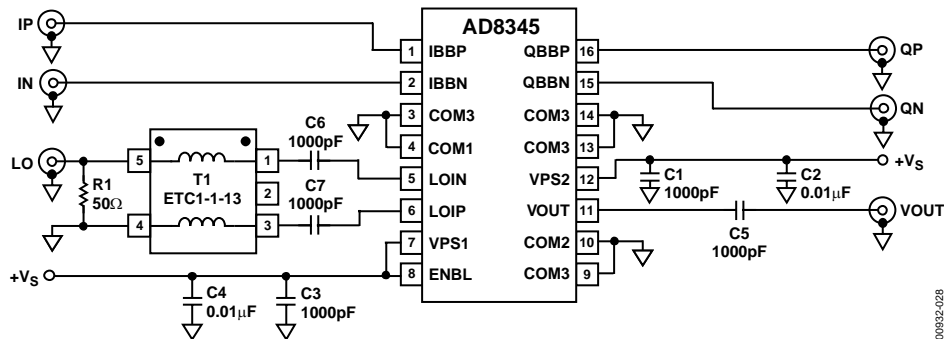 AD8345
IP
IN
LO
R1
50Ω
T1
ETC1-1-13
5
4
1
2
3
C6
1000pF
C7
1000pF
+VS
C4
0.01μF
C3
1000pF
1 IBBP
2 IBBN
3 COM3
4 COM1
5 LOIN
6 LOIP
7 VPS1
8 ENBL
QBBP 16
QBBN 15
COM3 14
COM3 13
VPS2 12
VOUT 11
COM2 10
COM3 9
QP
QN
C1
1000pF
C2
0.01μF
+VS
C5
1000pF
VOUT
00932-028